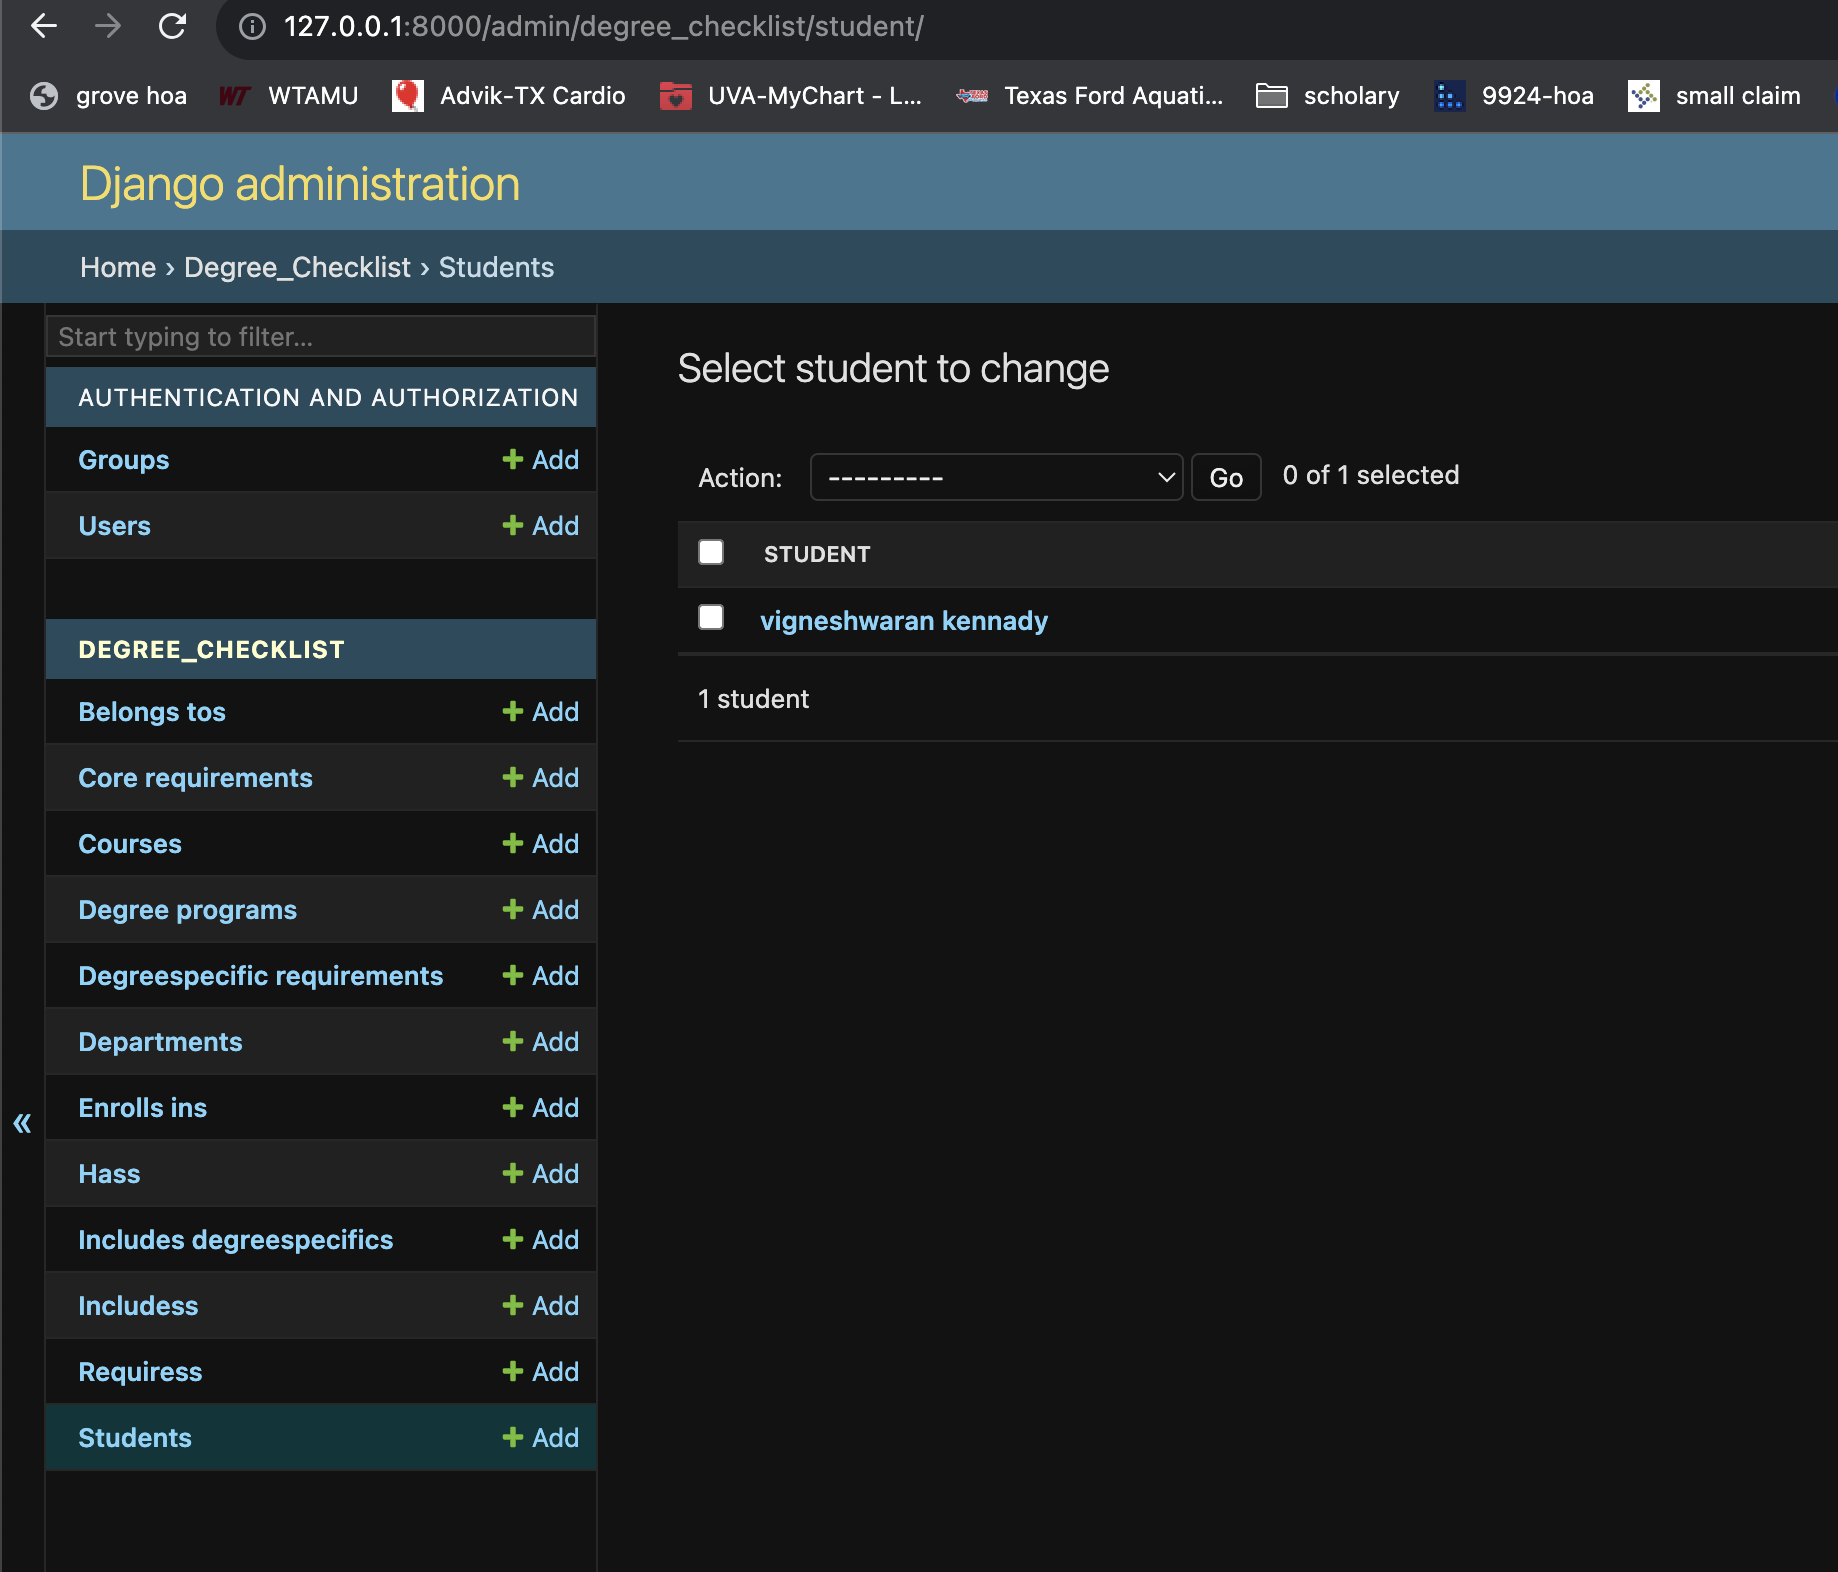 127.0.0.1:8000/admin/degree_checklist/student/
grove hoa WTAMU Advik-TX Cardio UVA-MyChart - L... Texas Ford Aquati... scholary 9924-hoa small claim
Django administration
Home › Degree_Checklist › Students
Start typing to filter...
AUTHENTICATION AND AUTHORIZATION
Groups + Add
Users + Add
DEGREE_CHECKLIST
Belongs tos + Add
Core requirements + Add
Courses + Add
Degree programs + Add
Degreespecific requirements + Add
Departments + Add
Enrolls ins + Add
Hass + Add
Includes degreespecifics + Add
Includess + Add
Requiress + Add
Students + Add
«
Select student to change
Action: --------- Go 0 of 1 selected
STUDENT
vigneshwaran kennady
1 student